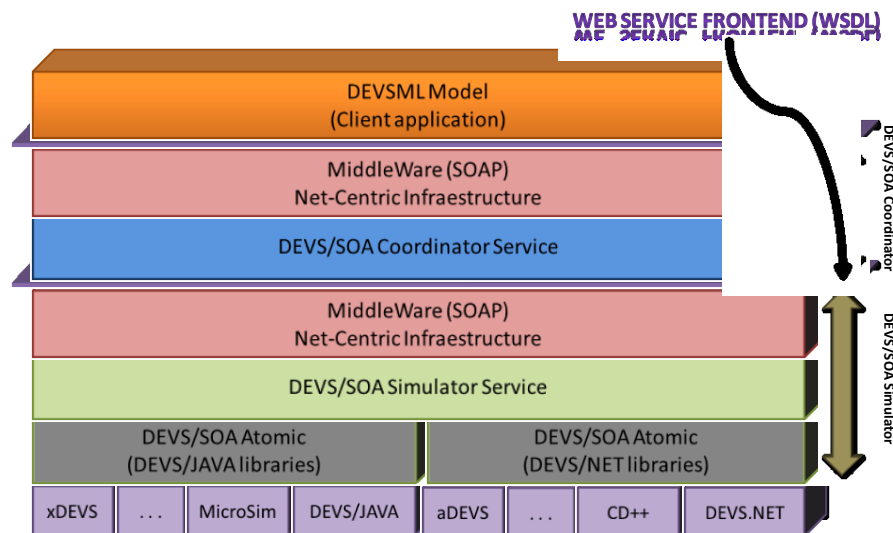 WEB SERVICE FRONTEND (WSDL)
DEVSML Model
(Client application)
MiddleWare (SOAP)
Net-Centric Infraestructure
DEVS/SOA Coordinator Service
MiddleWare (SOAP)
Net-Centric Infraestructure
DEVS/SOA Simulator Service
DEVS/SOA Atomic
(DEVS/JAVA libraries)
DEVS/SOA Atomic
(DEVS/NET libraries)
xDEVS
...
MicroSim
DEVS/JAVA
aDEVS
...
CD++
DEVS.NET
DEVS/SOA Coordinator
DEVS/SOA Simulator